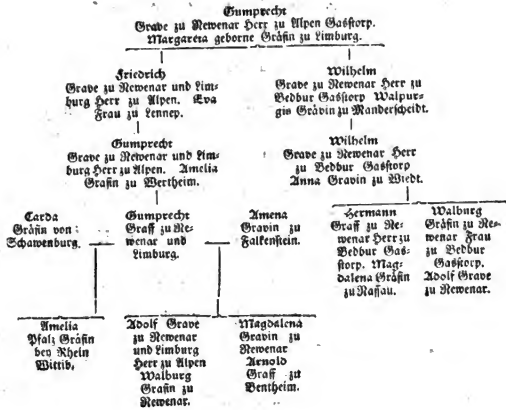 Gumprecht
Grave zu Newenar Herr zu Alpen Gasstorp.
Margareta geborne Gräfin zu Limburg.
Friedrich
Grave zu Newenar und Lim-
burg Herr zu Alpen. Eva
Frau zu Lennep.
Wilhelm
Grave zu Newenar Herr zu
Bedbur Gasstorp Walpur-
gis Grävin zu Manderscheidt.
Gumprecht
Grave zu Newenar und Lim-
burg Herr zu Alpen. Amelia
Grafin zu Wertheim.
Wilhelm
Grave zu Newenar Herr
zu Bedbur Gasstorp
Anna Gravin zu Wiedt.
Carda
Gräfin von
Schawenburg.
Gumprecht
Graff zu Ne-
wenar und
Limburg.
Amena
Gravin zu
Falkenstein.
Hermann
Graff zu Ne-
wenar Herr zu
Bedbur Gas-
storp. Mag-
dalena Gräfin
zu Nassau.
Walburg
Gräfin zu Ne-
wenar Frau
zu Bedbur
Gasstorp.
Adolf Grave
zu Newenar.
Amelia
Pfalz Gräfin
bey Rhein
Wittib.
Adolf Grave
zu Newenar
und Limburg
Herr zu Alpen
Walburg
Grafin zu
Newenar.
Magdalena
Gravin zu
Newenar
Arnold
Graff zu
Bentheim.